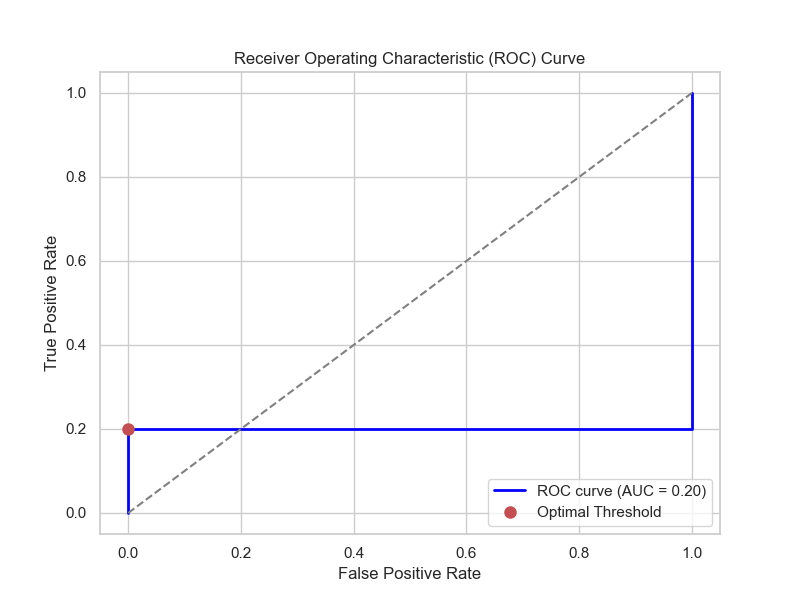 Receiver Operating Characteristic (ROC) Curve
1.0
0.8
0.6
0.4
0.2
0.0
True Positive Rate
ROC curve (AUC = 0.20)
Optimal Threshold
0.0 0.2 0.4 0.6 0.8 1.0
False Positive Rate